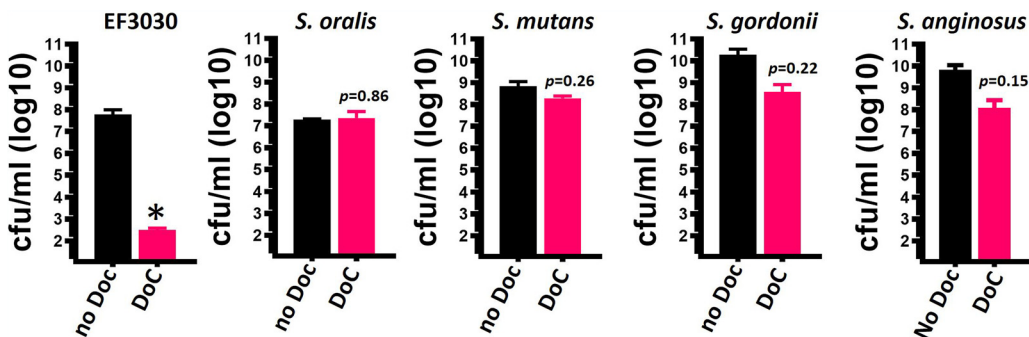 EF3030
cfu/ml (log10)
11
10
9
8
7
6
5
4
3
2
*
no Doc
DoC
S. oralis
cfu/ml (log10)
11
10
9
8
7
6
5
4
3
2
p=0.86
no Doc
DoC
S. mutans
cfu/ml (log10)
11
10
9
8
7
6
5
4
3
2
p=0.26
no Doc
DoC
S. gordonii
cfu/ml (log10)
11
10
9
8
7
6
5
4
3
2
p=0.22
no Doc
DoC
S. anginosus
cfu/ml (log10)
11
10
9
8
7
6
5
4
3
2
p=0.15
No Doc
DoC